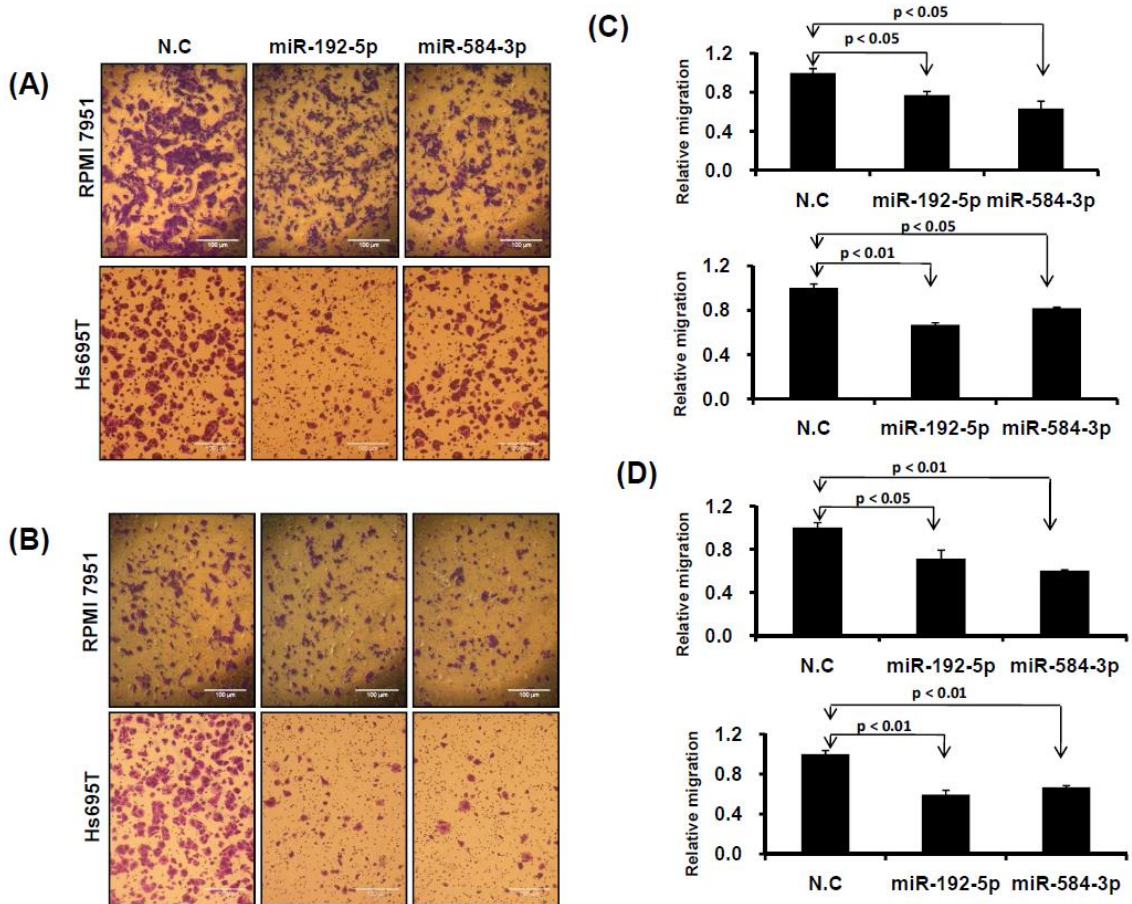 (A)
N.C miR-192-5p miR-584-3p
RPMI 7951
100 µm 100 µm 100 µm
Hs695T
(B)
RPMI 7951
100 µm 100 µm 100 µm
Hs695T
(C)
p < 0.05
p < 0.05
Relative migration
1.2
0.8
0.4
0.0
N.C miR-192-5p miR-584-3p
p < 0.05
p < 0.01
Relative migration
1.2
0.8
0.4
0.0
N.C miR-192-5p miR-584-3p
(D)
p < 0.01
p < 0.05
Relative migration
1.2
0.8
0.4
0.0
N.C miR-192-5p miR-584-3p
p < 0.01
p < 0.01
Relative migration
1.2
0.8
0.4
0.0
N.C miR-192-5p miR-584-3p